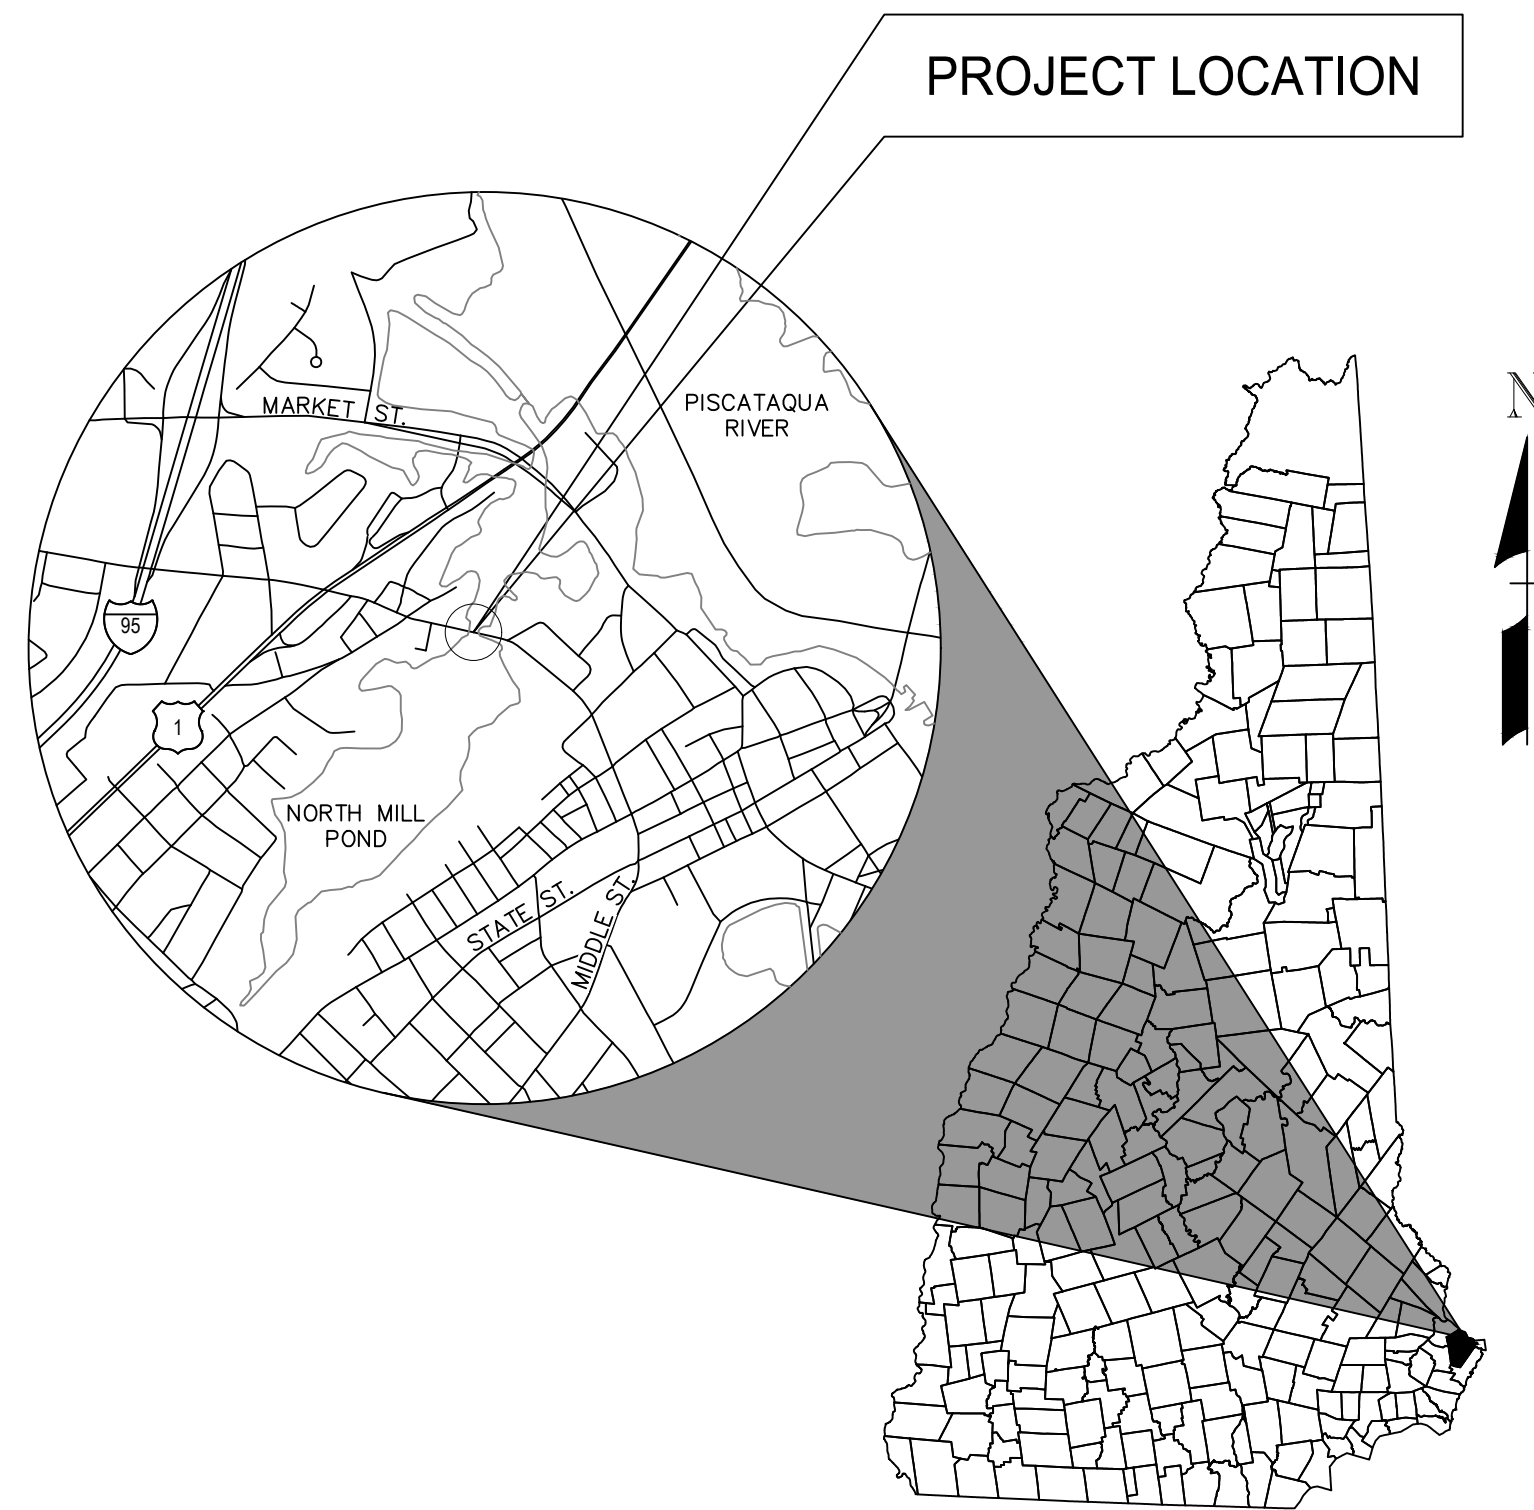 PROJECT LOCATION
N
PISCATAQUA
RIVER
MARKET ST.
95
1
NORTH MILL
POND
STATE ST.
MIDDLE ST.